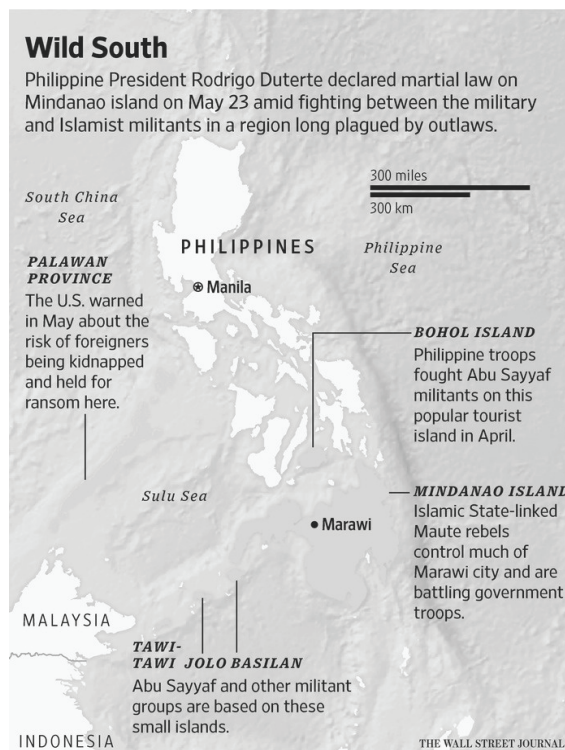 Wild South
Philippine President Rodrigo Duterte declared martial law on
Mindanao island on May 23 amid fighting between the military
and Islamist militants in a region long plagued by outlaws.
300 miles
300 km
South China
Sea
PHILIPPINES
Philippine
Sea
PALAWAN
PROVINCE
The U.S. warned
in May about the
risk of foreigners
being kidnapped
and held for
ransom here.
Manila
BOHOL ISLAND
Philippine troops
fought Abu Sayyaf
militants on this
popular tourist
island in April.
Sulu Sea
Marawi
MINDANAO ISLAND
Islamic State-linked
Maute rebels
control much of
Marawi city and are
battling government
troops.
MALAYSIA
TAWI-
TAWI JOLO BASILAN
Abu Sayyaf and other militant
groups are based on these
small islands.
INDONESIA
THE WALL STREET JOURNAL